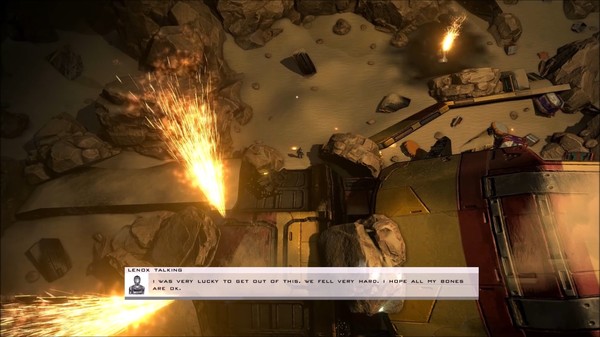 LENOX TALKING
I WAS VERY LUCKY TO GET OUT OF THIS. WE FELL VERY HARD. I HOPE ALL MY BONES
ARE OK.